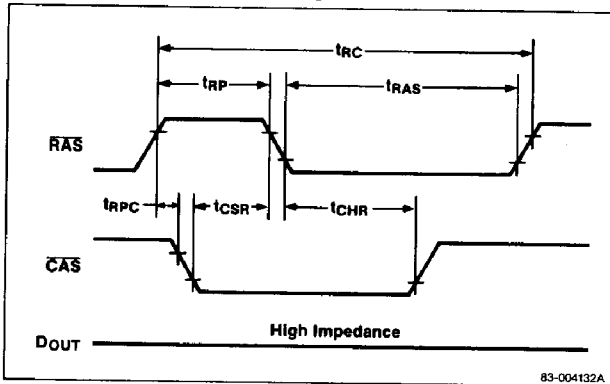 tRC
tRP
tRAS
RAS
tRPC
tCSR
tCHR
CAS
High Impedance
DOUT
83-004132A